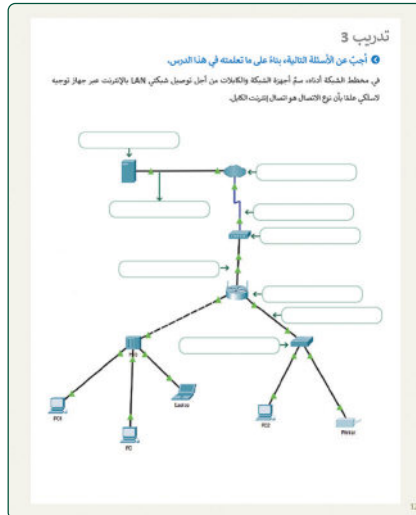 تدريب 3
أجب عن الأسئلة التالية، بناءً على ما تعلمته في هذا الدرس.
في مخطط الشبكة أدناه، سمِّ أجهزة الشبكة والكابلات من أجل توصيل شبكتي LAN بالإنترنت عبر جهاز توجيه
لاسلكي علمًا بأن نوع الاتصال هو اتصال إنترنت الكابل.
PC1
PC
Laptop
PC2
Printer